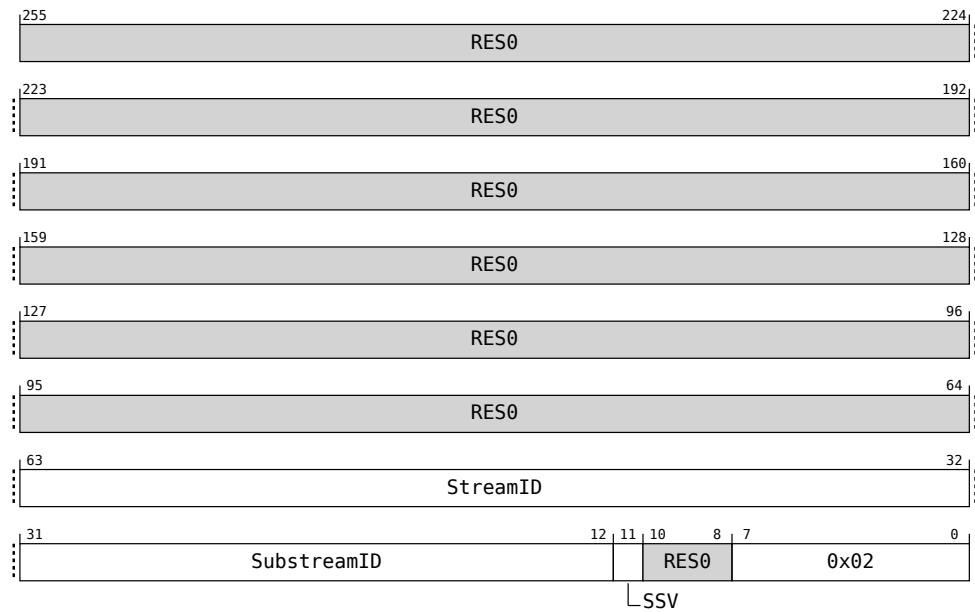 255 224
RES0
223 192
RES0
191 160
RES0
159 128
RES0
127 96
RES0
95 64
RES0
63 32
StreamID
31 12 11 10 8 7 0
SubstreamID RES0 0x02
SSV